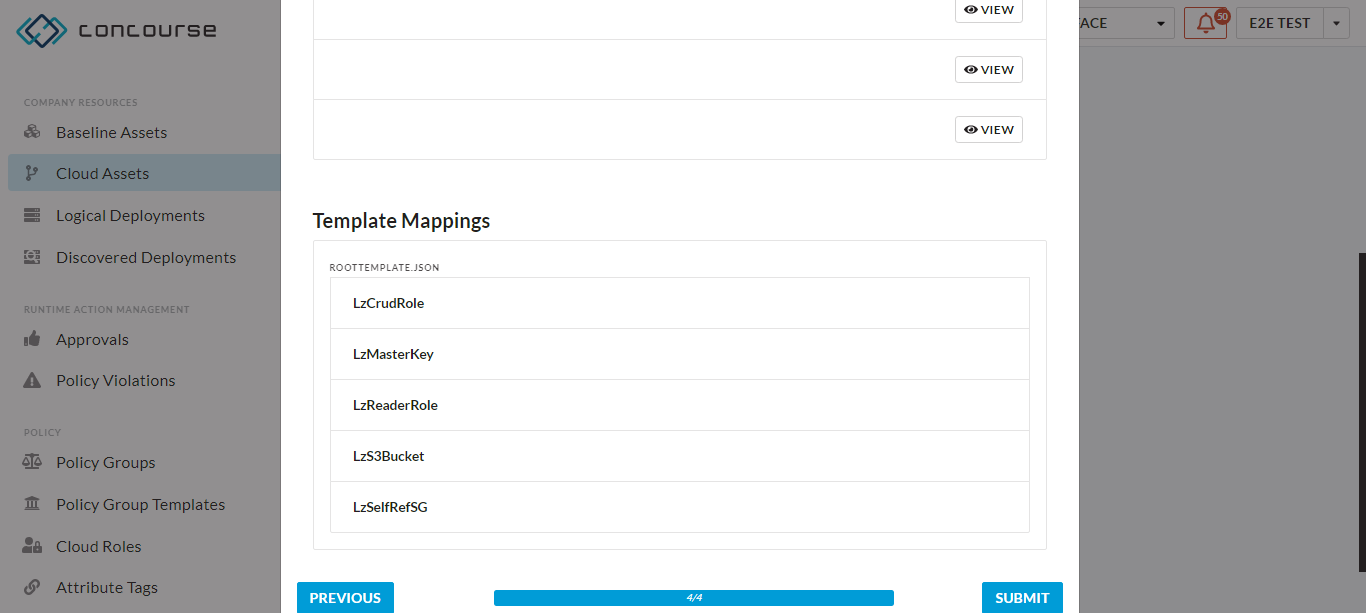 concourse
COMPANY RESOURCES
Baseline Assets
Cloud Assets
Logical Deployments
Discovered Deployments
RUNTIME ACTION MANAGEMENT
Approvals
Policy Violations
POLICY
Policy Groups
Policy Group Templates
Cloud Roles
Attribute Tags
VIEW
VIEW
VIEW
Template Mappings
ROOTTEMPLATE.JSON
LzCrudRole
LzMasterKey
LzReaderRole
LzS3Bucket
LzSelfRefSG
PREVIOUS
4/4
SUBMIT
50
E2E TEST